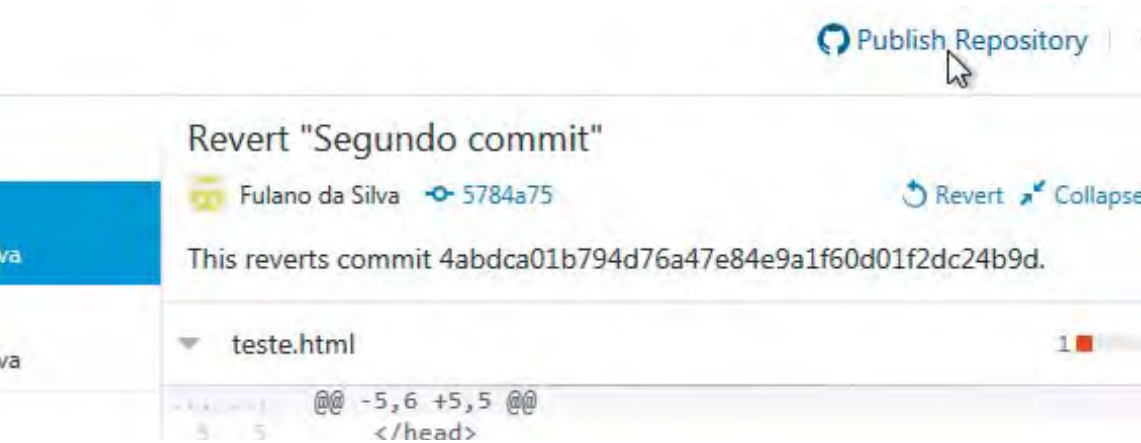 Publish Repository
Revert "Segundo commit"
Fulano da Silva 5784a75
Revert Collapse
va
This reverts commit 4abdca01b794d76a47e84e9a1f60d01f2dc24b9d.
va
teste.html 1
@@ -5,6 +5,5 @@
5 5 </head>